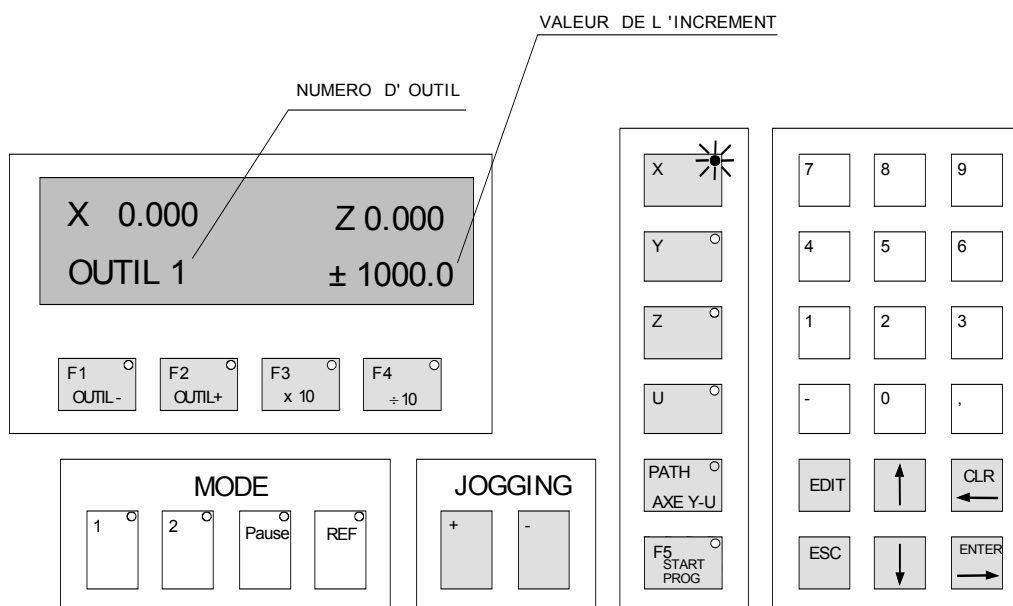 VALEUR DE L 'INCREMENT
NUMERO D' OUTIL
X 0.000 Z 0.000
OUTIL 1 ± 1000.0
F1
OUTIL -
F2
OUTIL+
F3
x 10
F4
÷ 10
MODE
1
2
Pause
REF
JOGGING
+
-
X
Y
Z
U
PATH
AXE Y-U
F5
START
PROG
7 8 9
4 5 6
1 2 3
- 0 ,
EDIT
CLR
ESC
ENTER